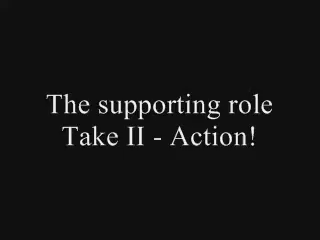 The supporting role
Take II - Action!